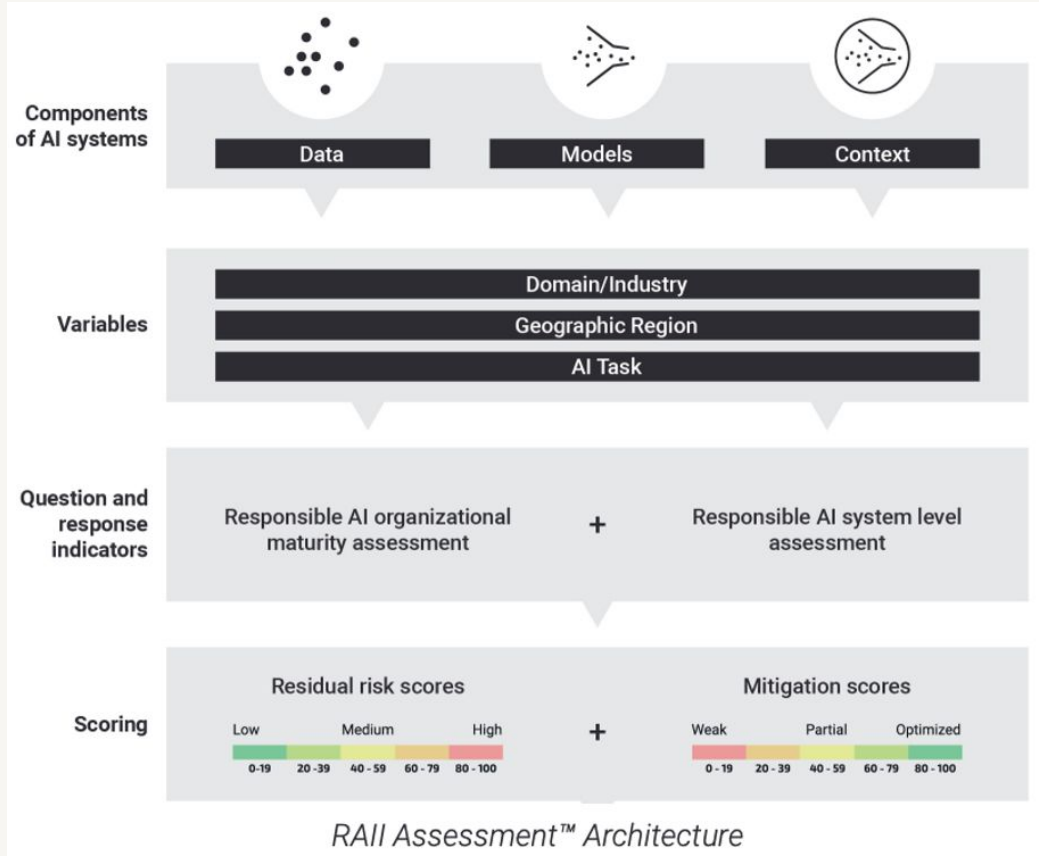 Components
of AI systems
Data
Models
Context
Variables
Domain/Industry
Geographic Region
AI Task
Question and
response
indicators
Responsible AI organizational
maturity assessment
+
Responsible AI system level
assessment
Scoring
Residual risk scores
Low Medium High
0-19 20-39 40-59 60-79 80-100
+
Mitigation scores
Weak Partial Optimized
0-19 20-39 40-59 60-79 80-100
RAII Assessment™ Architecture